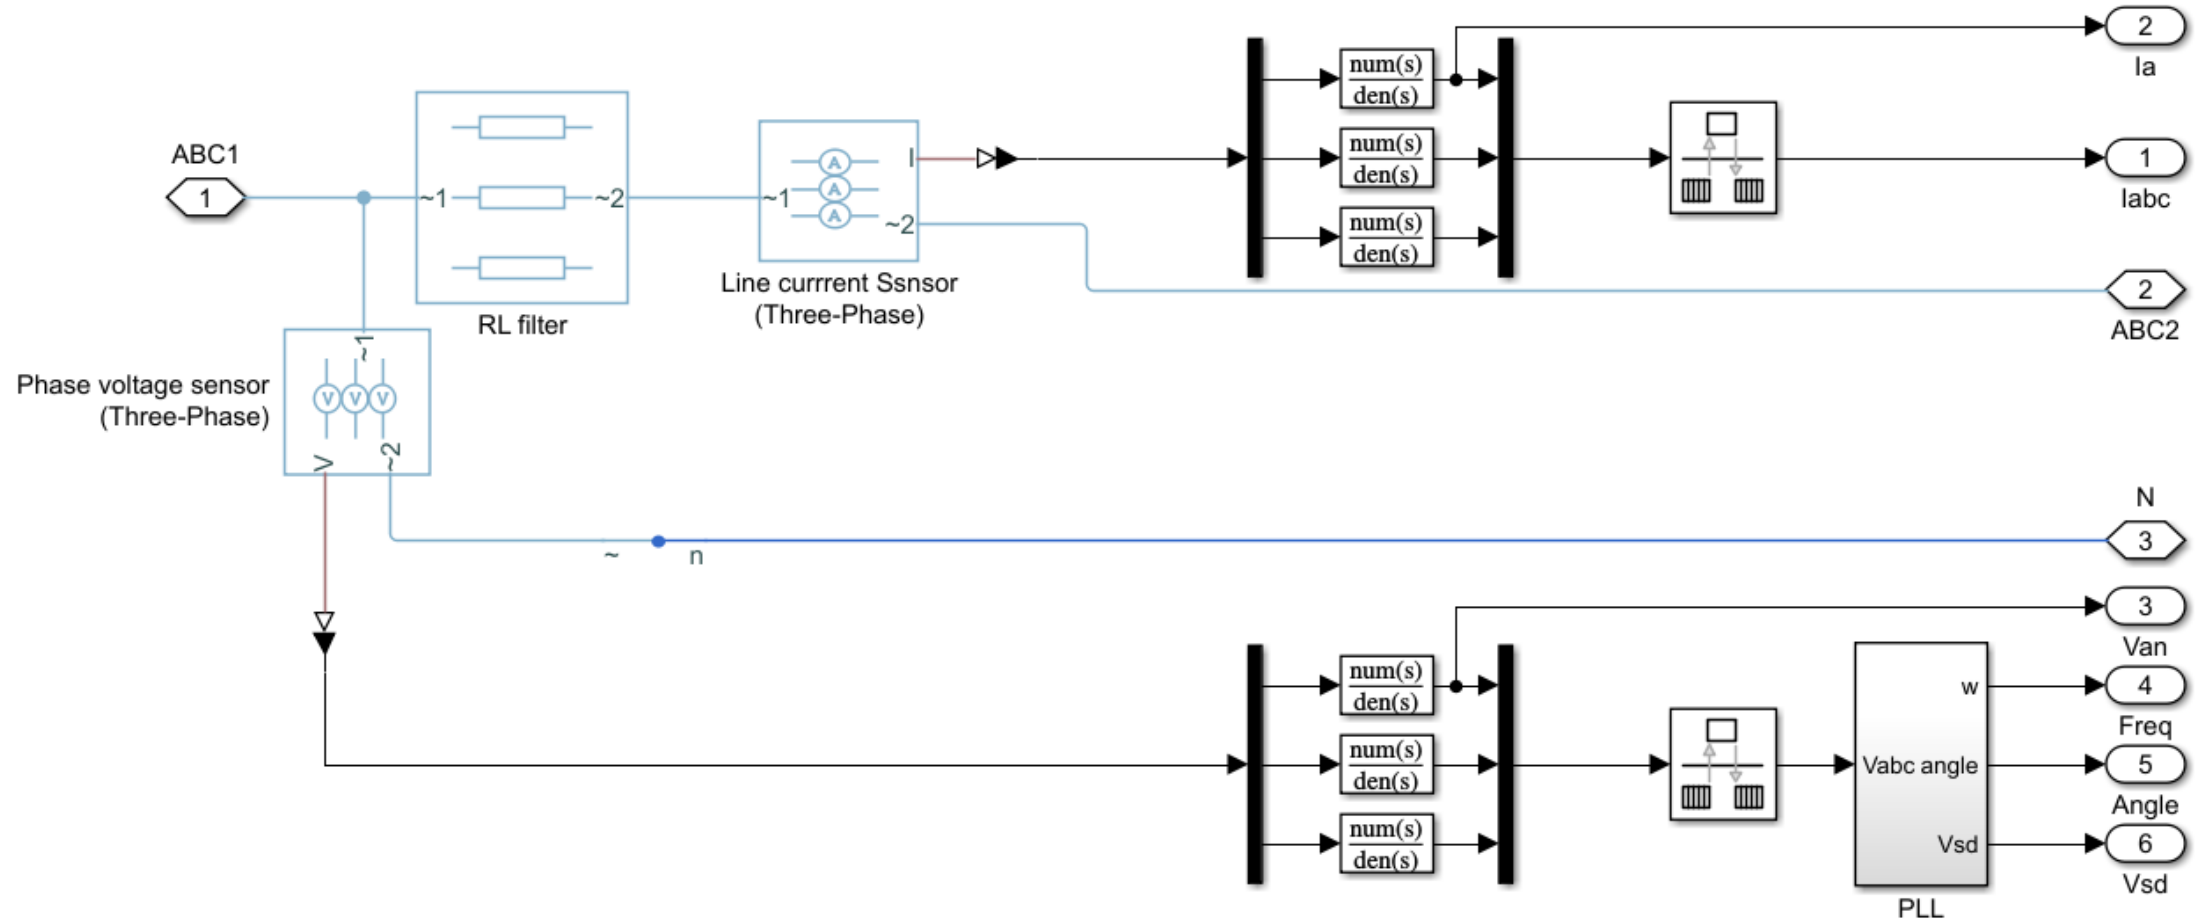 2
Ia
num(s)
den(s)
ABC1
1
~1
~2
RL filter
~1
A
A
A
I
~2
Line currrent Ssnsor
(Three-Phase)
num(s)
den(s)
num(s)
den(s)
1
Iabc
2
ABC2
Phase voltage sensor
(Three-Phase)
~1
V V V
V
~2
~
n
N
3
3
Van
num(s)
den(s)
num(s)
den(s)
num(s)
den(s)
w
Vabc angle
Vsd
PLL
4
Freq
5
Angle
6
Vsd